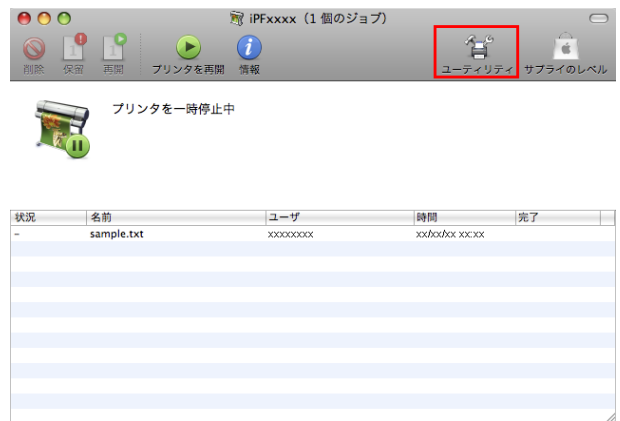 iPFxxxx（1 個のジョブ）
削除 保留 再開 プリンタを再開 情報 ユーティリティ サプライのレベル
プリンタを一時停止中
状況 名前 ユーザ 時間 完了
– sample.txt xxxxxxxx xx/xx/xx xx:xx